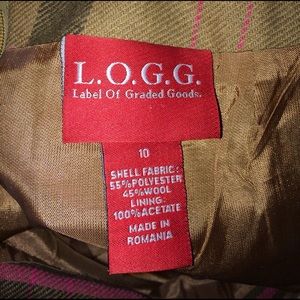 L.O.G.G.
Label Of Graded Goods.
10
SHELL FABRIC:
55%POLYESTER
45%WOOL
LINING:
100%ACETATE
MADE IN
ROMANIA